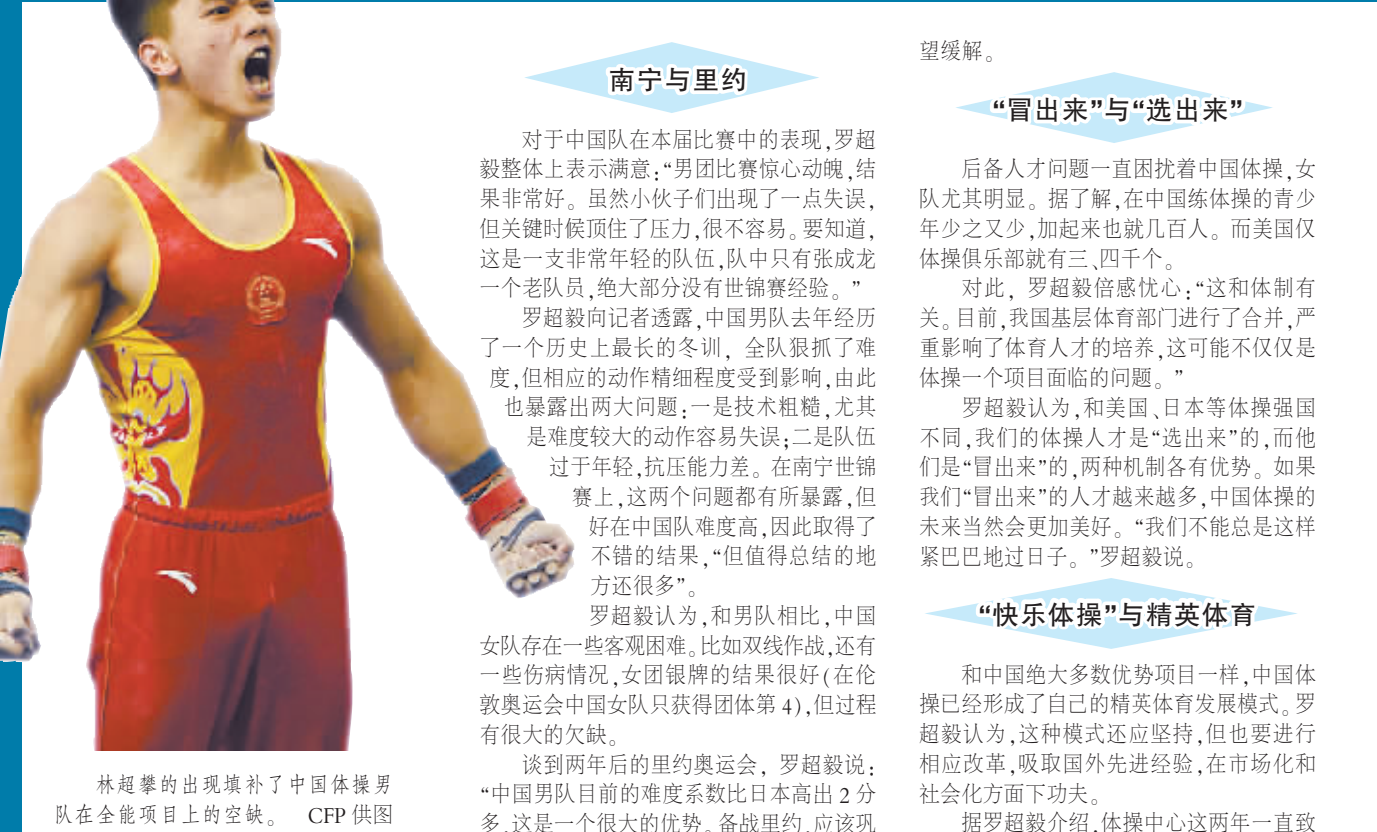 林超攀的出现填补了中国体操男
队在全能项目上的空缺。 CFP 供图
南宁与里约
对于中国队在本届比赛中的表现,罗超
毅整体上表示满意:“男团比赛惊心动魄,结
果非常好。虽然小伙子们出现了一点失误,
但关键时候顶住了压力,很不容易。要知道,
这是一支非常年轻的队伍,队中只有张成龙
一个老队员,绝大部分没有世锦赛经验。”
罗超毅向记者透露,中国男队去年经历
了一个历史上最长的冬训,全队狠抓了难
度,但相应的动作精细程度受到影响,由此
也暴露出两大问题:一是技术粗糙,尤其
是难度较大的动作容易失误;二是队伍
过于年轻,抗压能力差。在南宁世锦
赛上,这两个问题都有所暴露,但
好在中国队难度高,因此取得了
不错的结果,“但值得总结的地
方还很多”。
罗超毅认为,和男队相比,中国
女队存在一些客观困难。比如双线作战,还有
一些伤病情况,女团银牌的结果很好(在伦
敦奥运会中国女队只获得团体第 4),但过程
有很大的欠缺。
谈到两年后的里约奥运会,罗超毅说:
“中国男队目前的难度系数比日本高出 2 分
多,这是一个很大的优势。备战里约,应该巩
望缓解。
“冒出来”与“选出来”
后备人才问题一直困扰着中国体操,女
队尤其明显。据了解,在中国练体操的青少
年少之又少,加起来也就几百人。而美国仅
体操俱乐部就有三、四千个。
对此,罗超毅倍感忧心:“这和体制有
关。目前,我国基层体育部门进行了合并,严
重影响了体育人才的培养,这可能不仅仅是
体操一个项目面临的问题。”
罗超毅认为,和美国、日本等体操强国
不同,我们的体操人才是“选出来”的,而他
们是“冒出来”的,两种机制各有优势。如果
我们“冒出来”的人才越来越多,中国体操的
未来当然会更加美好。“我们不能总是这样
紧巴巴地过日子。”罗超毅说。
“快乐体操”与精英体育
和中国绝大多数优势项目一样,中国体
操已经形成了自己的精英体育发展模式。罗
超毅认为,这种模式还应坚持,但也要进行
相应改革,吸取国外先进经验,在市场化和
社会化方面下功夫。
据罗超毅介绍,体操中心这两年一直致